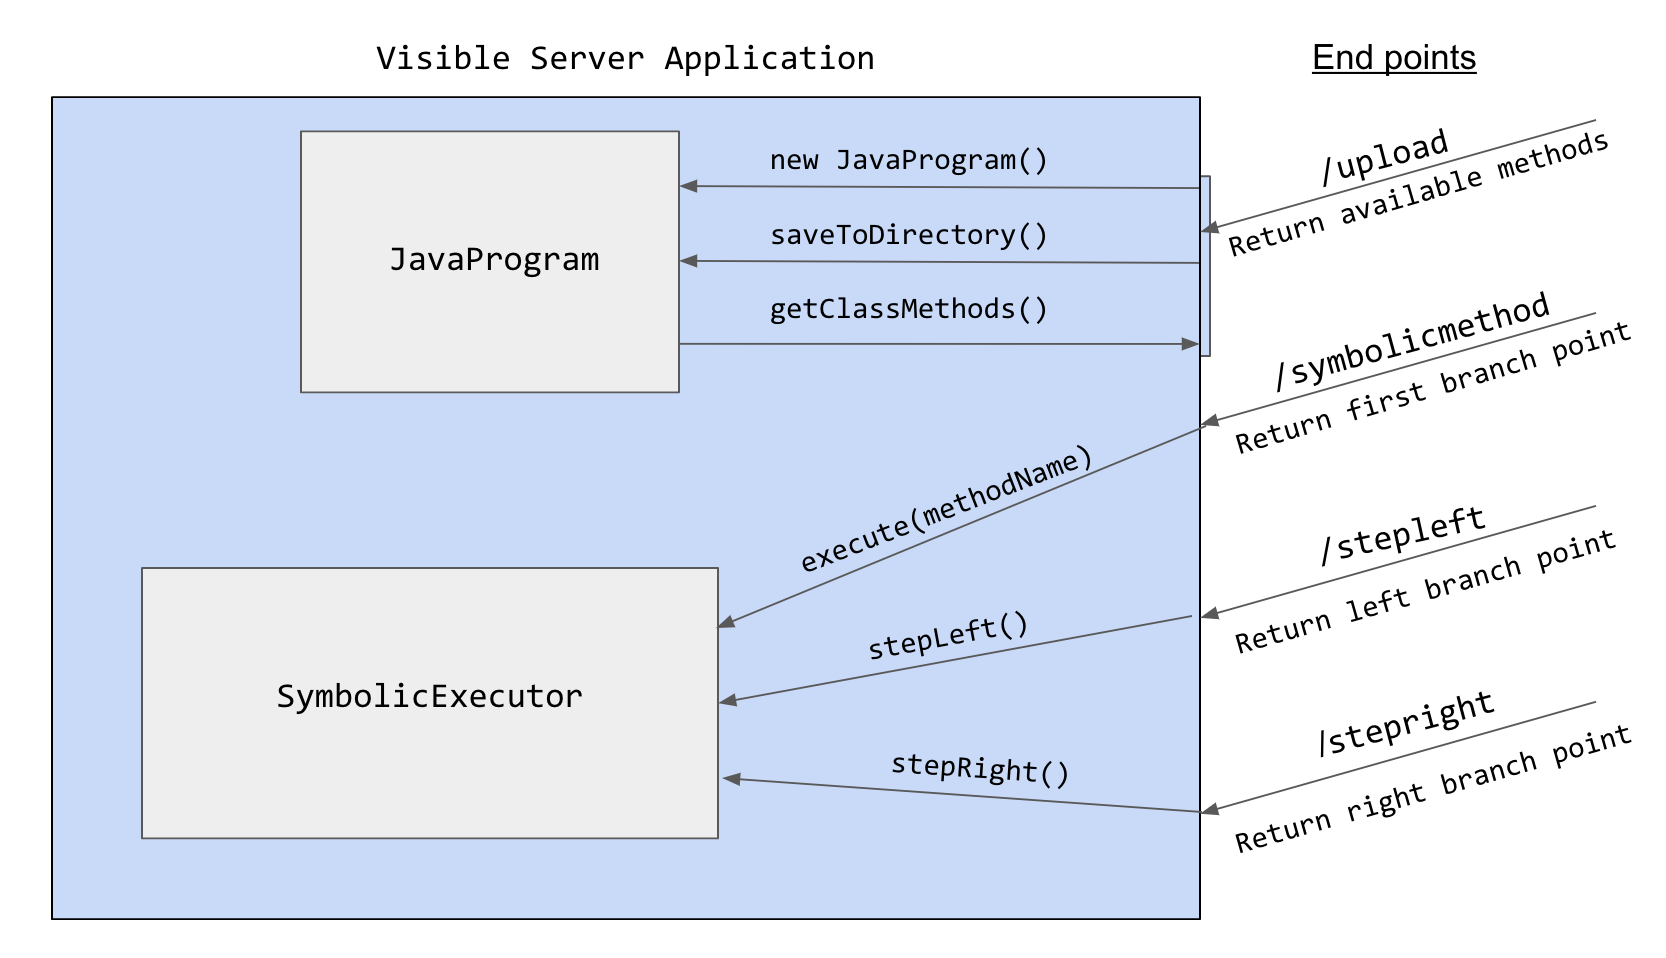 Visible Server Application
End points
new JavaProgram()
saveToDirectory()
getClassMethods()
JavaProgram
/upload
Return available methods
/symbolicmethod
Return first branch point
execute(methodName)
/stepleft
Return left branch point
stepLeft()
SymbolicExecutor
/stepright
Return right branch point
stepRight()